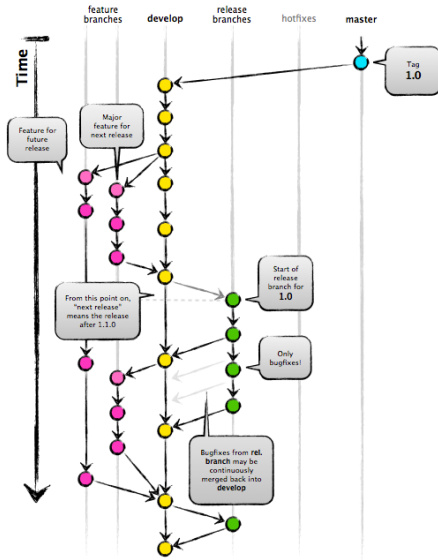 feature
branches
develop
release
branches
hotfixes
master
Time
Tag
1.0
Feature for
future
release
Major
feature for
next release
Start of
release
branch for
1.0
From this point on,
"next release"
means the release
after 1.1.0
Only
bugfixes!
Bugfixes from rel.
branch may be
continuously
merged back into
develop